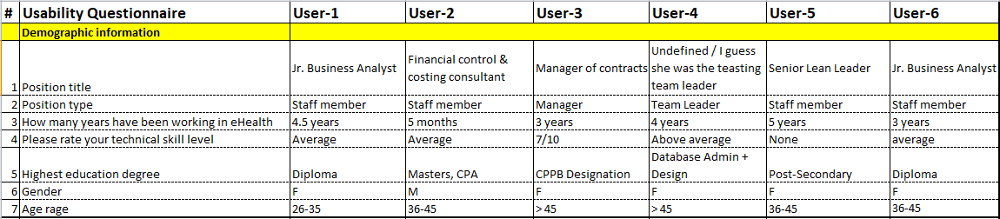 # Usability Questionnaire User-1 User-2 User-3 User-4 User-5 User-6
Demographic information
1 Position title Jr. Business Analyst Financial control & costing consultant Manager of contracts Undefined / I guess she was the teasting team leader Senior Lean Leader Jr. Business Analyst
2 Position type Staff member Staff member Manager Team Leader Staff member Staff member
3 How many years have been working in eHealth 4.5 years 5 months 3 years 4 years 5 years 3 years
4 Please rate your technical skill level Average Average 7/10 Above average None average
5 Highest education degree Diploma Masters, CPA CPPB Designation Database Admin + Design Post-Secondary Diploma
6 Gender F M F F F F
7 Age rage 26-35 36-45 >45 >45 36-45 36-45